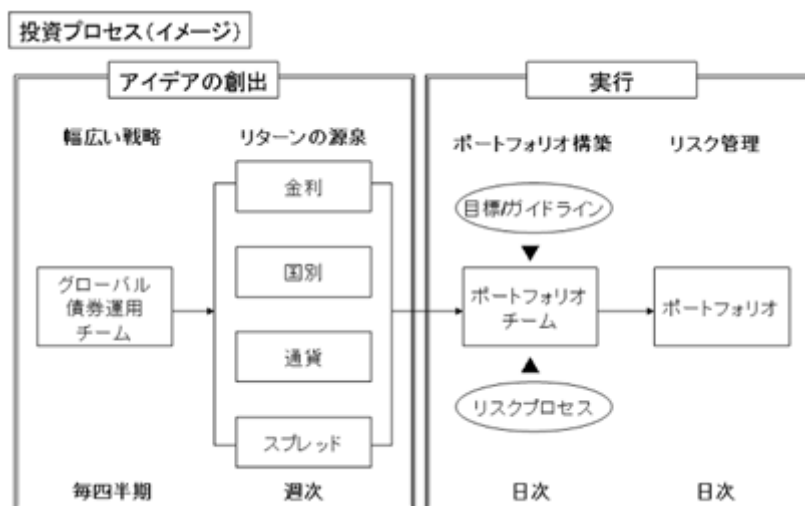 投資プロセス(イメージ)
アイデアの創出
実行
幅広い戦略
リターンの源泉
ポートフォリオ構築
リスク管理
金利
目標/ガイドライン
国別
グローバル
債券運用
チーム
ポートフォリオ
チーム
ポートフォリオ
通貨
リスクプロセス
スプレッド
毎四半期
週次
日次
日次